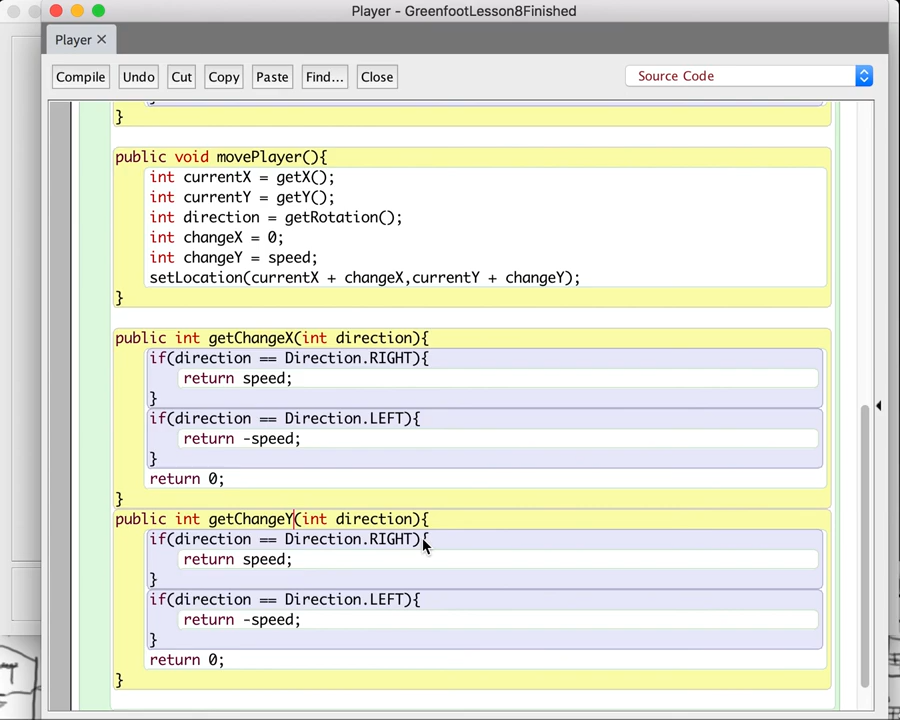 Player - GreenfootLesson8Finished
Player ✕
Compile Undo Cut Copy Paste Find... Close Source Code
}
public void movePlayer(){
int currentX = getX();
int currentY = getY();
int direction = getRotation();
int changeX = 0;
int changeY = speed;
setLocation(currentX + changeX,currentY + changeY);
}
public int getChangeX(int direction){
if(direction == Direction.RIGHT){
return speed;
}
if(direction == Direction.LEFT){
return -speed;
}
return 0;
}
public int getChangeY(int direction){
if(direction == Direction.RIGHT){
return speed;
}
if(direction == Direction.LEFT){
return -speed;
}
return 0;
}